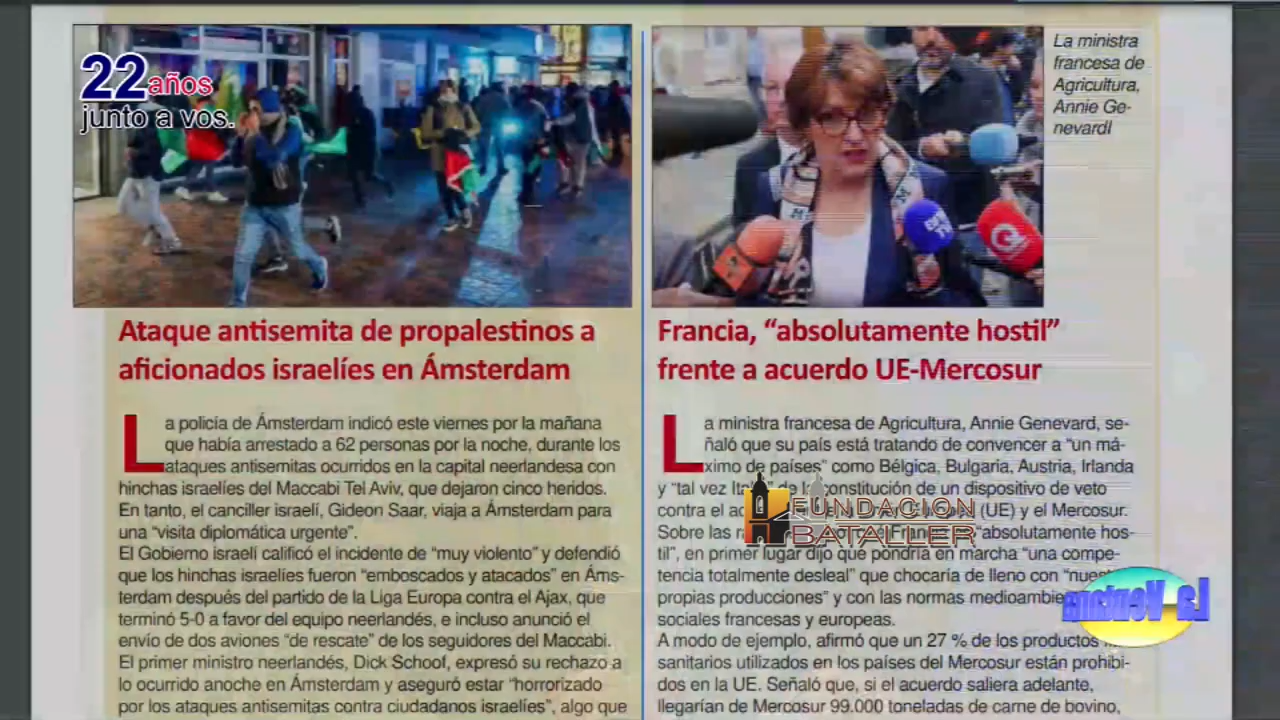 22 años
junto a vos.
La ministra
francesa de
Agricultura,
Annie Ge-
nevardl
Ataque antisemita de propalestinos a
aficionados israelíes en Ámsterdam
La policía de Ámsterdam indicó este viernes por la mañana
que había arrestado a 62 personas por la noche, durante los
ataques antisemitas ocurridos en la capital neerlandesa con
hinchas israelíes del Maccabi Tel Aviv, que dejaron cinco heridos.
En tanto, el canciller israelí, Gideon Saar, viaja a Ámsterdam para
una “visita diplomática urgente”.
El Gobierno israelí calificó el incidente de “muy violento” y defendió
que los hinchas israelíes fueron “emboscados y atacados” en Áms-
terdam después del partido de la Liga Europa contra el Ajax, que
terminó 5-0 a favor del equipo neerlandés, e incluso anunció el
envío de dos aviones “de rescate” de los seguidores del Maccabi.
El primer ministro neerlandés, Dick Schoof, expresó su rechazo a
lo ocurrido anoche en Ámsterdam y aseguró estar “horrorizado
por los ataques antisemitas contra ciudadanos israelíes”, algo que
Francia, “absolutamente hostil”
frente a acuerdo UE-Mercosur
La ministra francesa de Agricultura, Annie Genevard, se-
ñaló que su país está tratando de convencer a “un má-
ximo de países” como Bélgica, Bulgaria, Austria, Irlanda
y “tal vez de la constitución de un dispositivo de veto
contra el (UE) y el Mercosur.
Sobre las Francia “absolutamente hos-
til”, en primer lugar dijo que pondría en marcha “una compe-
tencia totalmente desleal” que chocaría de lleno con
propias producciones” y con las normas
sociales francesas y europeas.
A modo de ejemplo, afirmó que un 27 % de los productos
sanitarios utilizados en los países del Mercosur están prohibi-
dos en la UE. Señaló que, si el acuerdo saliera adelante,
llegarían de Mercosur 99.000 toneladas de carne de bovino,
FUNDACION
BATALLER
La Ventana